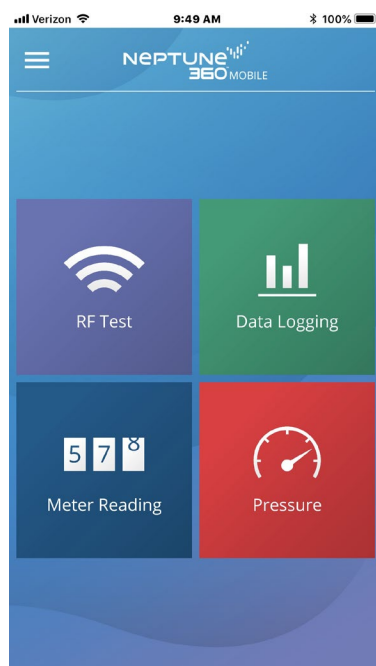 Verizon 9:49 AM 100%
NEPTUNE
360 MOBILE
RF Test
Data Logging
5 7 8
Meter Reading
Pressure